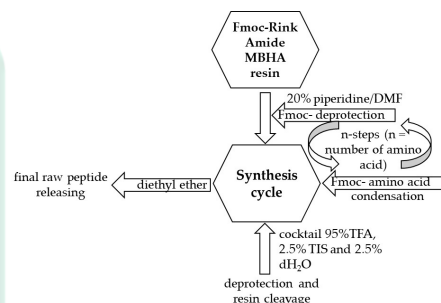 Fmoc-Rink
Amide
MBHA
resin
20% piperidine/DMF
Fmoc- deprotection
n-steps (n =
number of amino
acid)
Synthesis
cycle
final raw peptide
releasing
diethyl ether
Fmoc- amino acid
condensation
cocktail 95%TFA,
2.5% TIS and 2.5%
dH₂O
deprotection and
resin cleavage